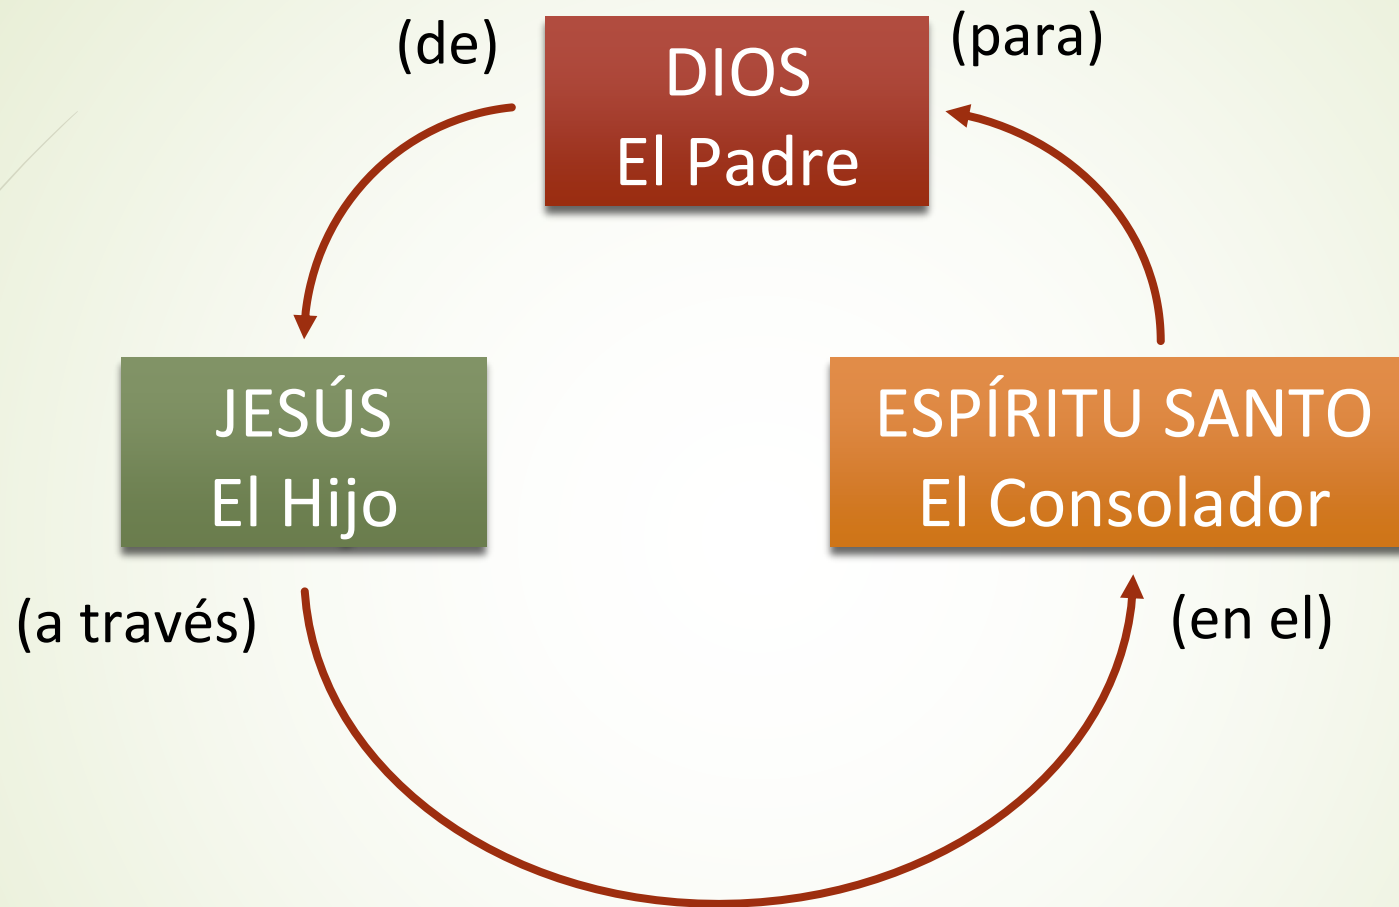 (de)
DIOS
El Padre
(para)
JESÚS
El Hijo
ESPÍRITU SANTO
El Consolador
(a través)
(en el)